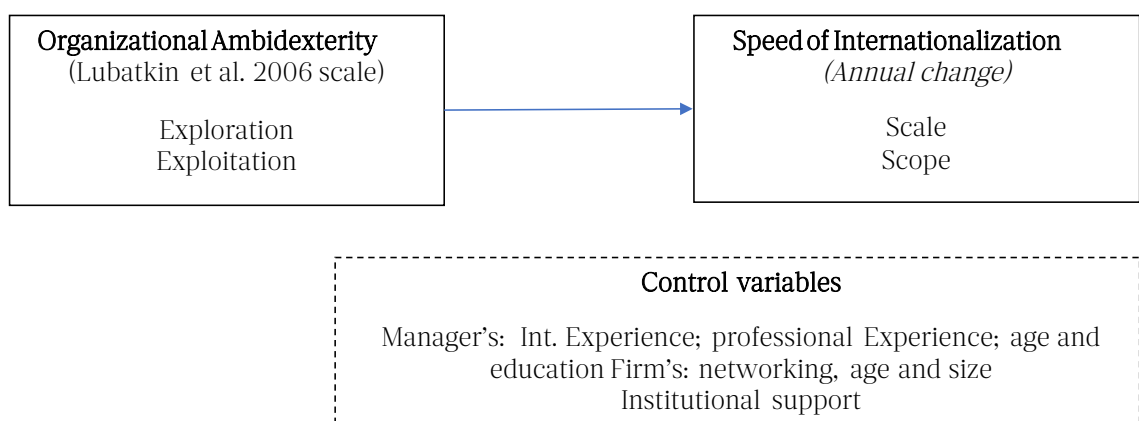 Organizational Ambidexterity
(Lubatkin et al. 2006 scale)
Exploration
Exploitation
Speed of Internationalization
(Annual change)
Scale
Scope
Control variables
Manager’s: Int. Experience; professional Experience; age and
education Firm’s: networking, age and size
Institutional support